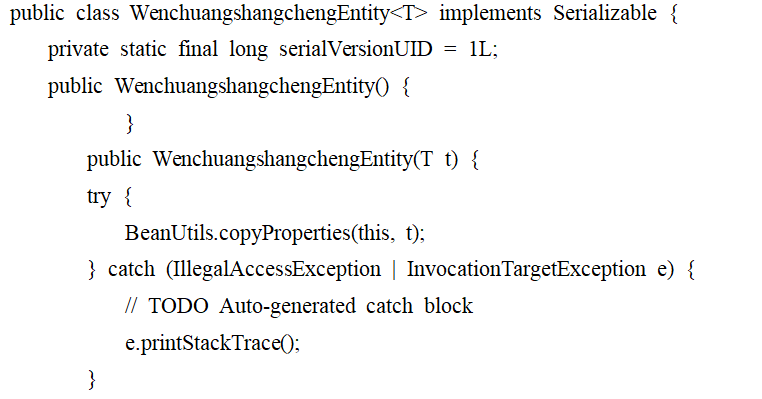 public class WenchuangshangchengEntity<T> implements Serializable {
private static final long serialVersionUID = 1L;
public WenchuangshangchengEntity() {
}
public WenchuangshangchengEntity(T t) {
try {
BeanUtils.copyProperties(this, t);
} catch (IllegalAccessException | InvocationTargetException e) {
// TODO Auto-generated catch block
e.printStackTrace();
}